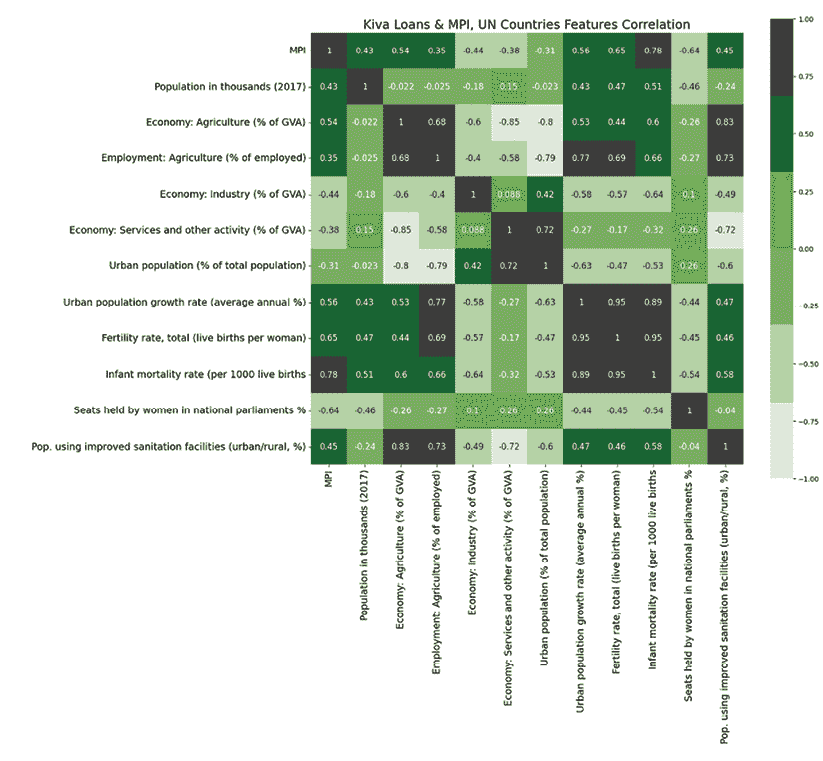 Kiva Loans & MPI, UN Countries Features Correlation
MPI 1 0.43 0.54 0.35 -0.44 -0.38 -0.31 0.56 0.65 0.78 -0.64 0.45
Population in thousands (2017) 0.43 1 -0.022 -0.025 -0.18 0.15 -0.023 0.43 0.47 0.51 -0.46 -0.24
Economy: Agriculture (% of GVA) 0.54 -0.022 1 0.68 -0.6 -0.85 -0.8 0.53 0.44 0.6 -0.26 0.83
Employment: Agriculture (% of employed) 0.35 -0.025 0.68 1 -0.4 -0.58 -0.79 0.77 0.69 0.66 -0.27 0.73
Economy: Industry (% of GVA) -0.44 -0.18 -0.6 -0.4 1 0.088 0.42 -0.58 -0.57 -0.64 0.1 -0.49
Economy: Services and other activity (% of GVA) -0.38 0.15 -0.85 -0.58 0.088 1 0.72 -0.27 -0.17 -0.32 0.26 -0.72
Urban population (% of total population) -0.31 -0.023 -0.8 -0.79 0.42 0.72 1 -0.63 -0.47 -0.53 0.26 -0.6
Urban population growth rate (average annual %) 0.56 0.43 0.53 0.77 -0.58 -0.27 -0.63 1 0.95 0.89 -0.44 0.47
Fertility rate, total (live births per woman) 0.65 0.47 0.44 0.69 -0.57 -0.17 -0.47 0.95 1 0.95 -0.45 0.46
Infant mortality rate (per 1000 live births 0.78 0.51 0.6 0.66 -0.64 -0.32 -0.53 0.89 0.95 1 -0.54 0.58
Seats held by women in national parliaments % -0.64 -0.46 -0.26 -0.27 0.1 0.26 0.26 -0.44 -0.45 -0.54 1 -0.04
Pop. using improved sanitation facilities (urban/rural, %) 0.45 -0.24 0.83 0.73 -0.49 -0.72 -0.6 0.47 0.46 0.58 -0.04 1
MPI
Population in thousands (2017)
Economy: Agriculture (% of GVA)
Employment: Agriculture (% of employed)
Economy: Industry (% of GVA)
Economy: Services and other activity (% of GVA)
Urban population (% of total population)
Urban population growth rate (average annual %)
Fertility rate, total (live births per woman)
Infant mortality rate (per 1000 live births
Seats held by women in national parliaments %
Pop. using improved sanitation facilities (urban/rural, %)
1.00
0.75
0.50
0.25
0.00
−0.25
−0.50
−0.75
−1.00